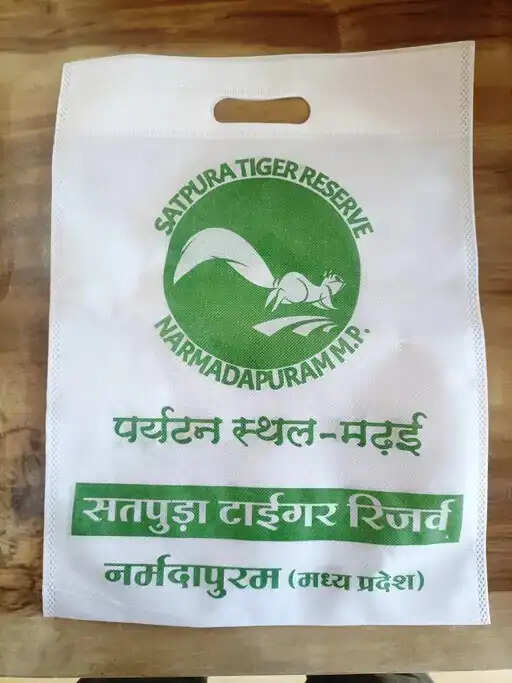 SATPURA TIGER RESERVE
NARMADAPURAM M.P.
पर्यटन स्थल-मढ़ई
सतपुड़ा टाईगर रिजर्व
नर्मदापुरम (मध्य प्रदेश)